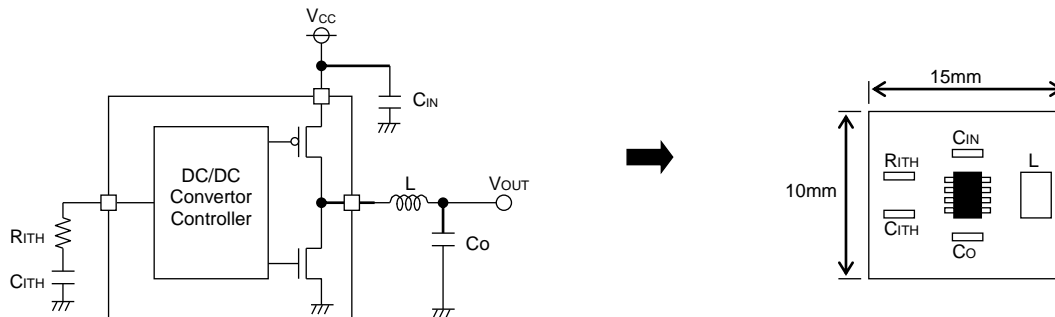 VCC
CIN
DC/DC
Convertor
Controller
L
VOUT
RITH
CITH
CO
15mm
10mm
CIN
RITH
L
CITH
CO